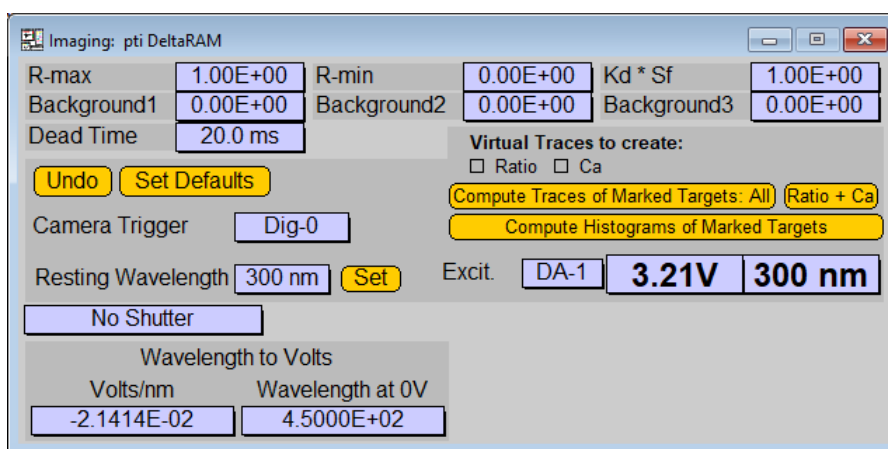 Imaging: pti DeltaRAM
R-max 1.00E+00 R-min 0.00E+00 Kd * Sf 1.00E+00
Background1 0.00E+00 Background2 0.00E+00 Background3 0.00E+00
Dead Time 20.0 ms
Virtual Traces to create:
Ratio Ca
Undo Set Defaults
Compute Traces of Marked Targets: All Ratio + Ca
Camera Trigger Dig-0
Compute Histograms of Marked Targets
Resting Wavelength 300 nm Set Excit. DA-1 3.21V 300 nm
No Shutter
Wavelength to Volts
Volts/nm Wavelength at 0V
-2.1414E-02 4.5000E+02